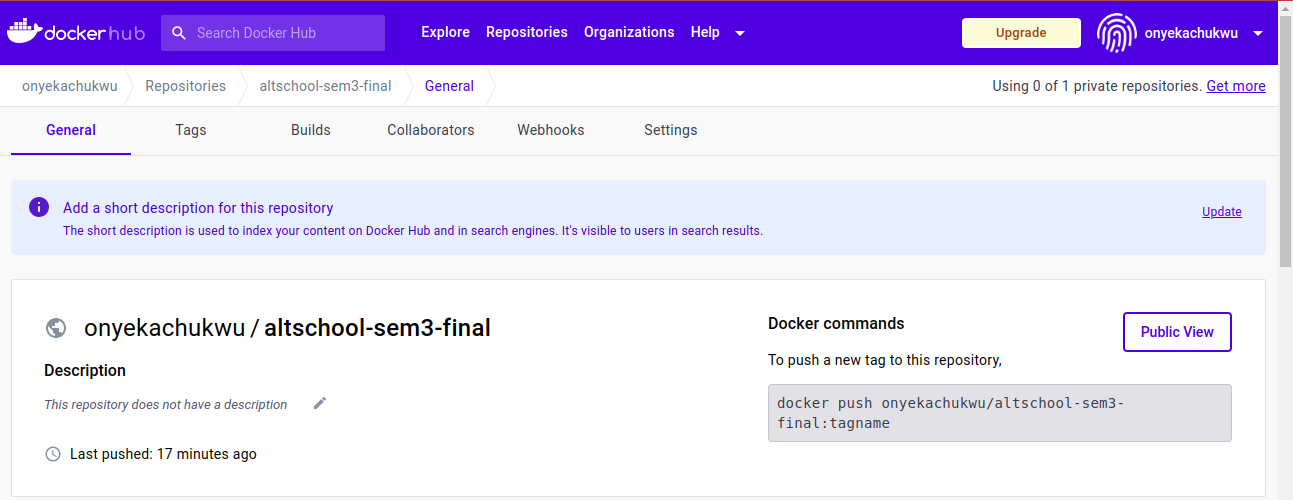 dockerhub Search Docker Hub Explore Repositories Organizations Help Upgrade onyekachukwu
onyekachukwu Repositories altschool-sem3-final General Using 0 of 1 private repositories. Get more
General Tags Builds Collaborators Webhooks Settings
Add a short description for this repository
Update
The short description is used to index your content on Docker Hub and in search engines. It's visible to users in search results.
onyekachukwu / altschool-sem3-final
Description
This repository does not have a description
Last pushed: 17 minutes ago
Docker commands
Public View
To push a new tag to this repository,
docker push onyekachukwu/altschool-sem3-
final:tagname